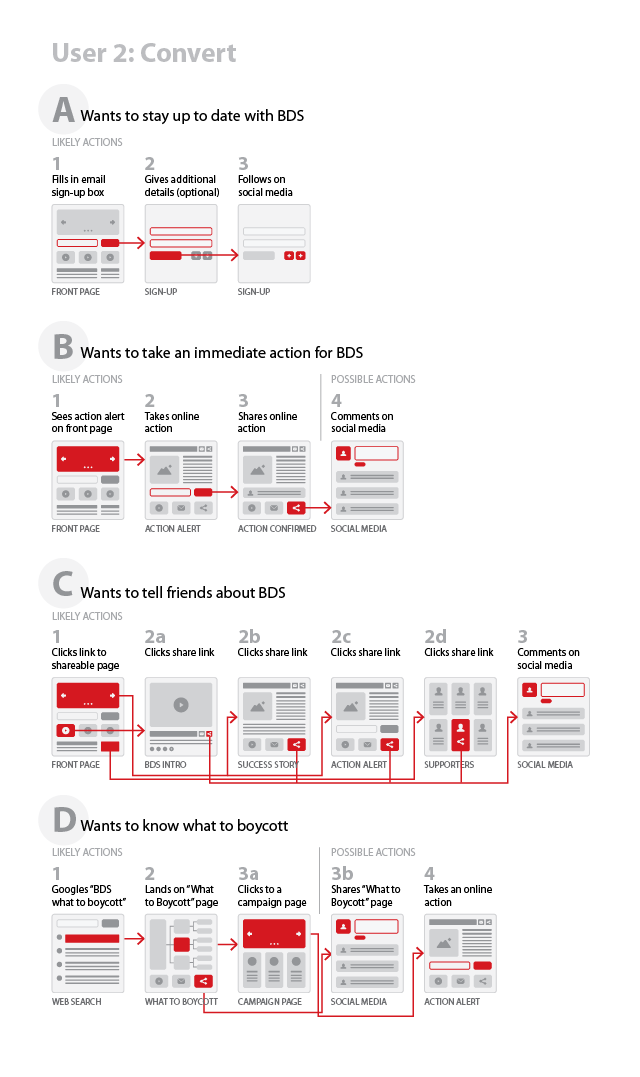 User 2: Convert
A Wants to stay up to date with BDS
LIKELY ACTIONS
1 2 3
Fills in email Gives additional Follows on
sign-up box details (optional) social media
FRONT PAGE SIGN-UP SIGN-UP
B Wants to take an immediate action for BDS
LIKELY ACTIONS POSSIBLE ACTIONS
1 2 3 4
Sees action alert Takes online Shares online Comments on
on front page action action social media
FRONT PAGE ACTION ALERT ACTION CONFIRMED SOCIAL MEDIA
C Wants to tell friends about BDS
LIKELY ACTIONS
1 2a 2b 2c 2d 3
Clicks link to Clicks share link Clicks share link Clicks share link Clicks share link Comments on
shareable page social media
FRONT PAGE BDS INTRO SUCCESS STORY ACTION ALERT SUPPORTERS SOCIAL MEDIA
D Wants to know what to boycott
LIKELY ACTIONS POSSIBLE ACTIONS
1 2 3a 3b 4
Googles “BDS Lands on “What Clicks to a Shares “What to Takes an online
what to boycott” to Boycott” page campaign page Boycott” page action
WEB SEARCH WHAT TO BOYCOTT CAMPAIGN PAGE SOCIAL MEDIA ACTION ALERT